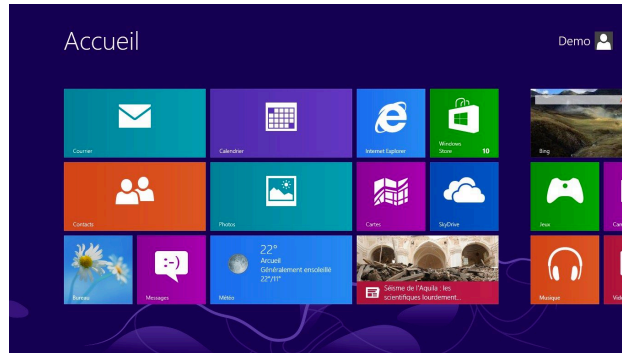 Accueil
Demo
Courrier
Calendrier
Internet Explorer
Windows
Store
10
Bing
Contacts
Photos
Cartes
SkyDrive
Jeux
Bureau
:-)
Messages
22°
Arcueil
Généralement ensoleillé
22°/11°
Météo
Séisme de l'Aquila : les
scientifiques lourdement...
Musique